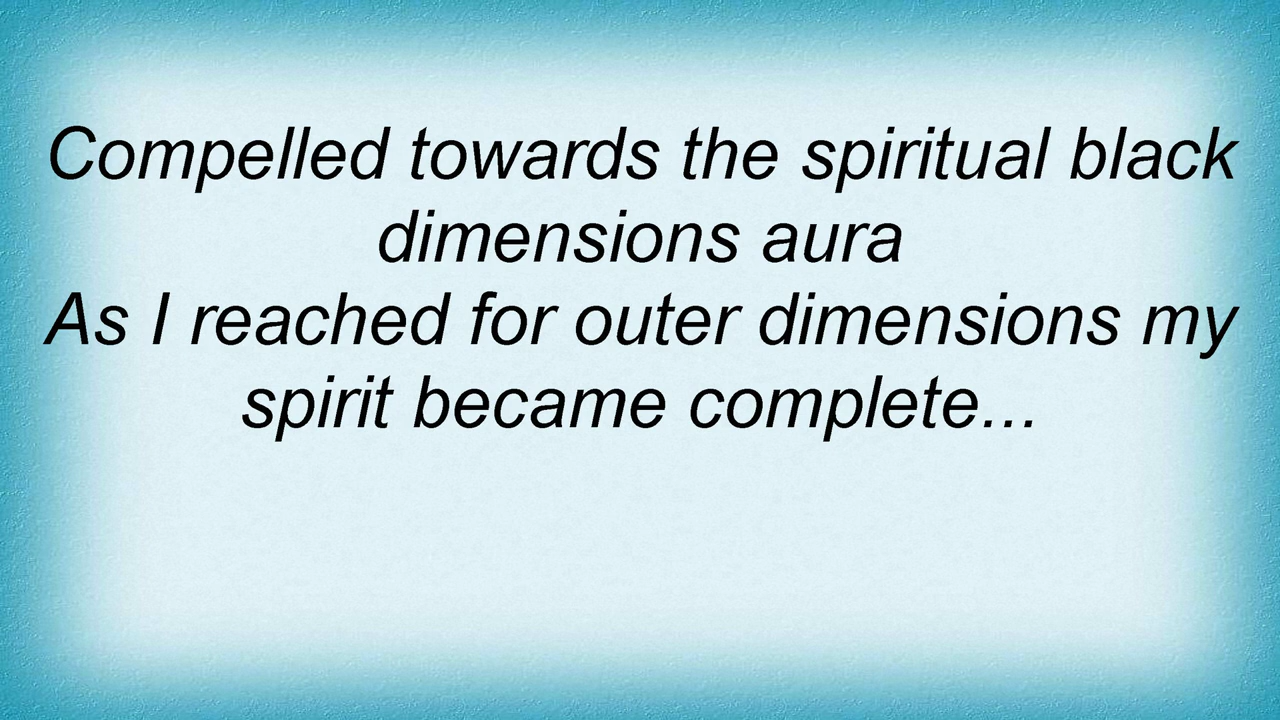 Compelled towards the spiritual black
dimensions aura
As I reached for outer dimensions my
spirit became complete...